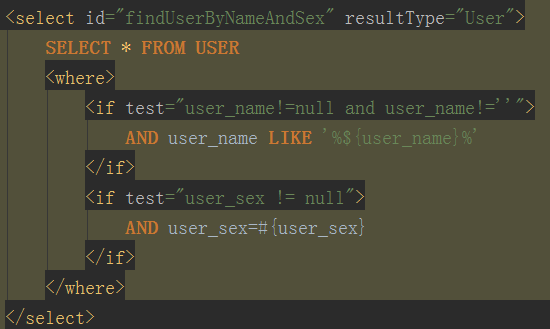 <select id="findUserByNameAndSex" resultType="User">
SELECT * FROM USER
<where>
<if test="user_name!=null and user_name!=''">
AND user_name LIKE '%${user_name}%'
</if>
<if test="user_sex != null">
AND user_sex=#{user_sex}
</if>
</where>
</select>